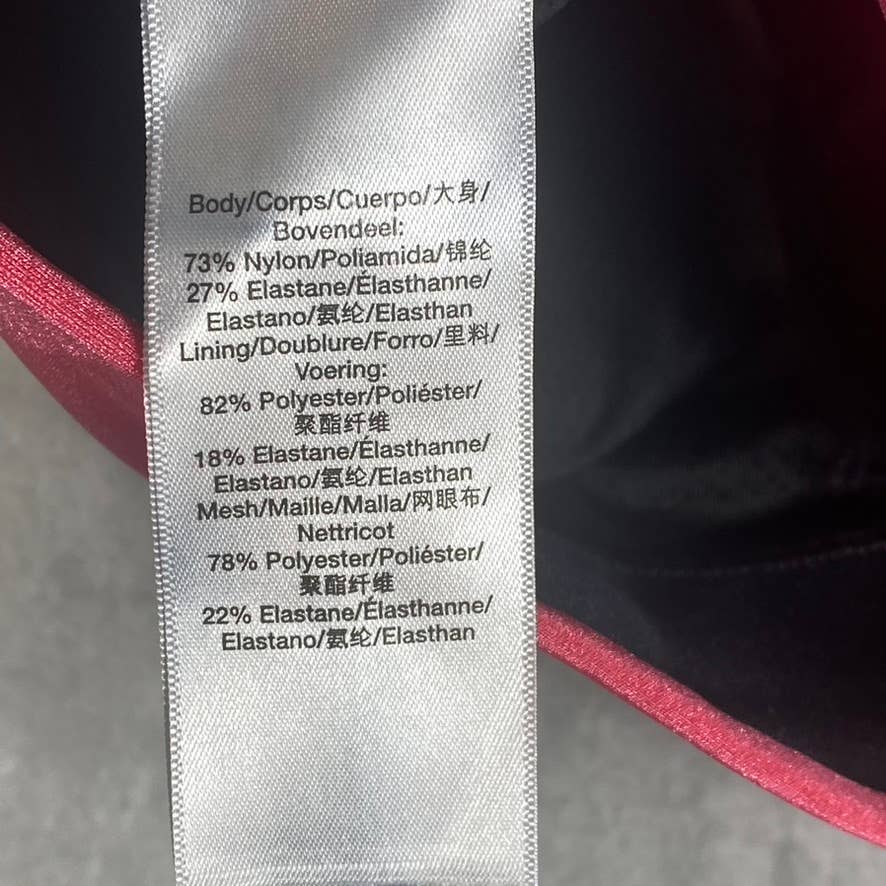 Body/Corps/Cuerpo/大身/
Bovendeel:
73% Nylon/Poliamida/锦纶
27% Elastane/Élasthanne/
Elastano/氨纶/Elasthan
Lining/Doublure/Forro/里料/
Voering:
82% Polyester/Poliéster/
聚酯纤维
18% Elastane/Élasthanne/
Elastano/氨纶/Elasthan
Mesh/Maille/Malla/网眼布/
Nettricot
78% Polyester/Poliéster/
聚酯纤维
22% Elastane/Élasthanne/
Elastano/氨纶/Elasthan